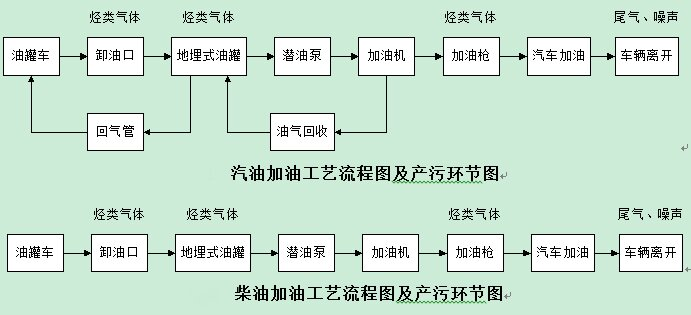 烃类气体 烃类气体 烃类气体 尾气、噪声
油罐车 卸油口 地埋式油罐 潜油泵 加油机 加油枪 汽车加油 车辆离开
回气管 油气回收
汽油加油工艺流程图及产污环节图
烃类气体 烃类气体 烃类气体 尾气、噪声
油罐车 卸油口 地埋式油罐 潜油泵 加油机 加油枪 汽车加油 车辆离开
柴油加油工艺流程图及产污环节图